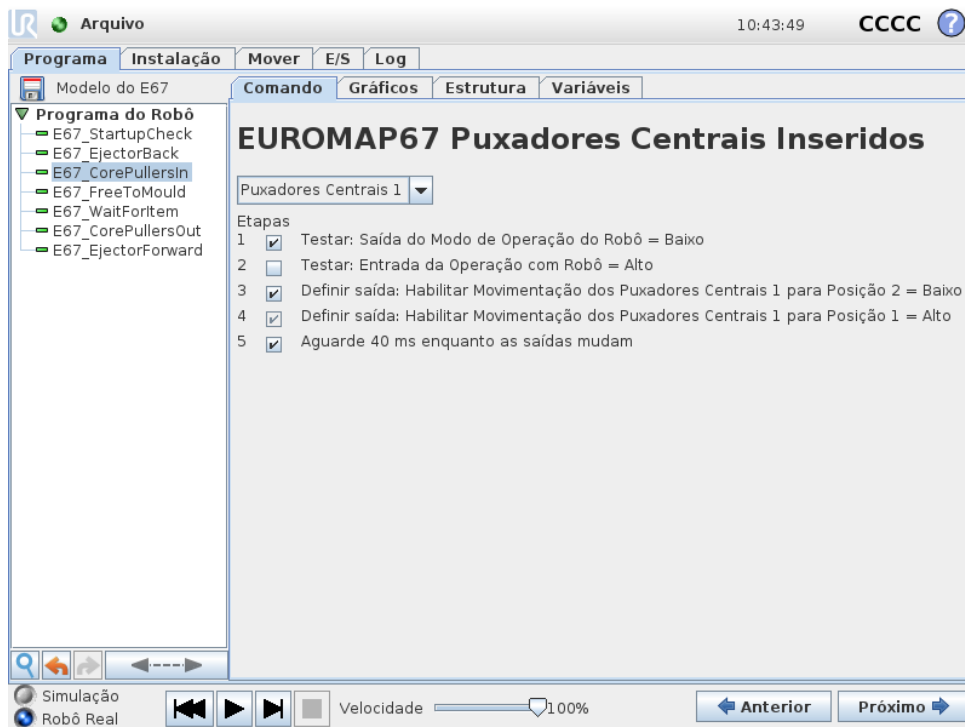 UR Arquivo 10:43:49 CCCC ?
Programa Instalação Mover E/S Log
Modelo do E67
Comando Gráficos Estrutura Variáveis
Programa do Robô
E67_StartupCheck
E67_EjectorBack
E67_CorePullersIn
E67_FreeToMould
E67_WaitForItem
E67_CorePullersOut
E67_EjectorForward
EUROMAP67 Puxadores Centrais Inseridos
Puxadores Centrais 1
Etapas
1 Testar: Saída do Modo de Operação do Robô = Baixo
2 Testar: Entrada da Operação com Robô = Alto
3 Definir saída: Habilitar Movimentação dos Puxadores Centrais 1 para Posição 2 = Baixo
4 Definir saída: Habilitar Movimentação dos Puxadores Centrais 1 para Posição 1 = Alto
5 Aguarde 40 ms enquanto as saídas mudam
Simulação
Robô Real
Velocidade 100%
Anterior Próximo